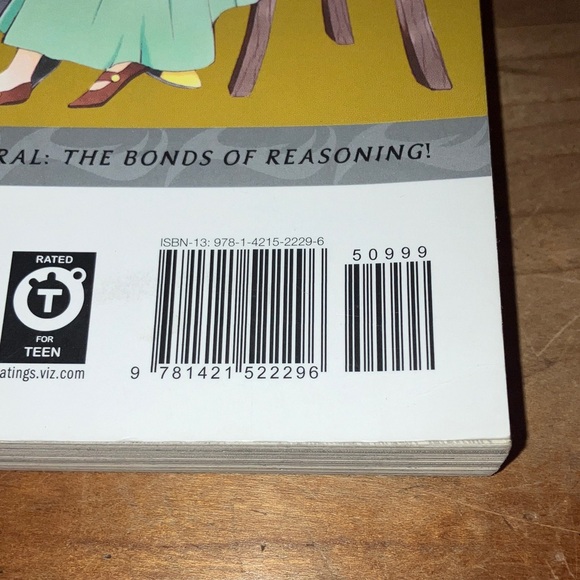 RAL: THE BONDS OF REASONING!
ISBN-13: 978-1-4215-2229-6
50999
RATED
T
FOR
TEEN
atings.viz.com
9 781421 522296